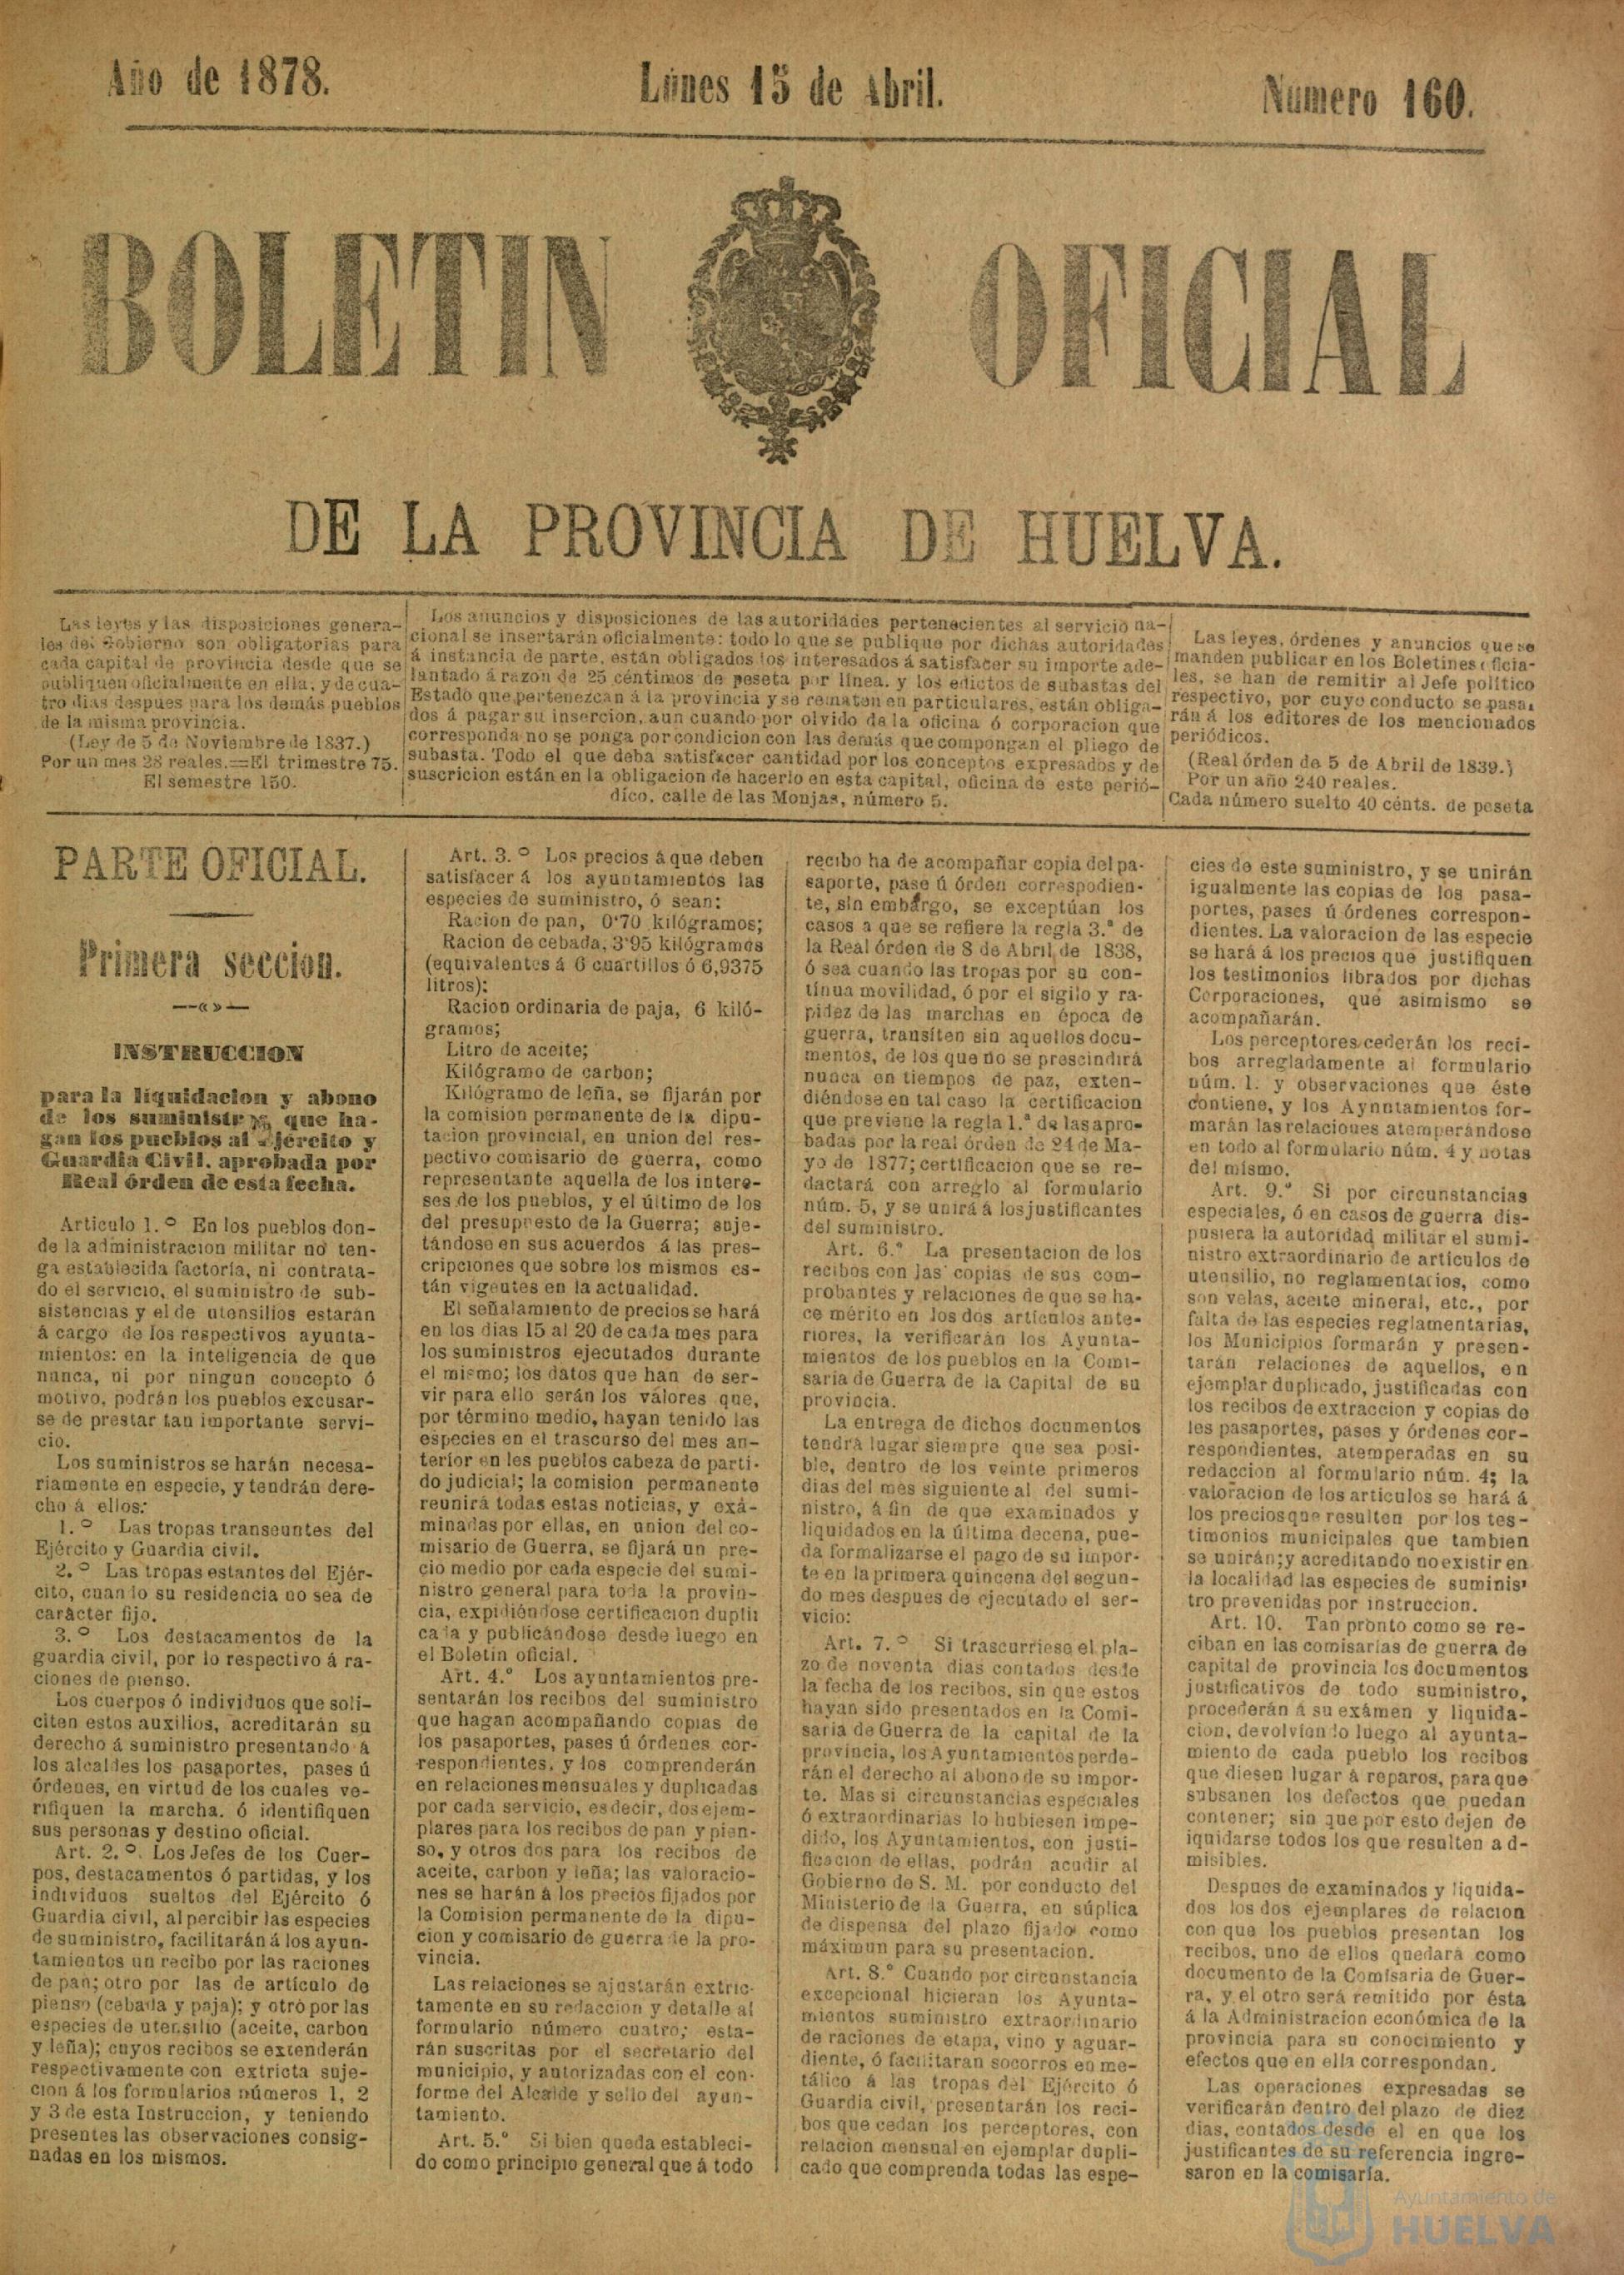 Año de 1878.
Lúnes 15 de Abril.
Numero 160.
BOLETIN OFICIAL
DE LA PROVINCIA DE HUELVA.
Las leyes y las disposiciones genera-
les del Gobierno son obligatorias para
cada capital de provincia desde que se
publiquen oficialmente en ella, y de cua-
tro dias despues para los demás pueblos
de la misma provincia.
(Ley de 5 de Noviembre de 1837.)
Por un mes 28 reales.=El trimestre 75.
El semestre 150.
Los anuncios y disposiciones de las autoridades pertenecientes al servicio na-
cional se insertarán oficialmente: todo lo que se publique por dichas autoridades
á instancia de parte, están obligados los interesados á satisfacer su importe ade-
lantado á razon de 25 céntimos de peseta por línea. y los edictos de subastas del
Estado que pertenezcan á la provincia y se rematen en particulares, están obliga-
dos á pagar su insercion, aun cuando por olvido de la oficina ó corporacion que
corresponda no se ponga por condicion con las demás que compongan el pliego de
subasta. Todo el que deba satisfacer cantidad por los conceptos expresados y de
suscricion están en la obligacion de hacerlo en esta capital, oficina de este perió-
dico, calle de las Monjas, número 5.
Las leyes, órdenes y anuncios que se
manden publicar en los Boletines oficia-
les, se han de remitir al Jefe político
respectivo, por cuyo conducto se pasa-
rán á los editores de los mencionados
periódicos.
(Real órden de 5 de Abril de 1839.)
Por un año 240 reales.
Cada número suelto 40 cénts. de peseta
PARTE OFICIAL.
Primera seccion.
—«»—
INSTRUCCION
para la liquidacion y abono
de los suministros que ha-
gan los pueblos al Ejército y
Guardia Civil, aprobada por
Real órden de esta fecha.
Articulo 1.º En los pueblos don-
de la administracion militar no ten-
ga establecida factoría, ni contrata-
do el servicio, el suministro de sub-
sistencias y el de utensilios estarán
á cargo de los respectivos ayunta-
mientos: en la inteligencia de que
nunca, ni por ningun concepto ó
motivo, podrán los pueblos excusar-
se de prestar tan importante servi-
cio.
Los suministros se harán necesa-
riamente en especie, y tendrán dere-
cho á ellos:
1.º Las tropas transeuntes del
Ejército y Guardia civil.
2.º Las tropas estantes del Ejér-
cito, cuando su residencia no sea de
carácter fijo.
3.º Los destacamentos de la
guardia civil, por lo respectivo á ra-
ciones de pienso.
Los cuerpos ó individuos que soli-
citen estos auxilios, acreditarán su
derecho á suministro presentando á
los alcaldes los pasaportes, pases ú
órdenes, en virtud de los cuales ve-
rifiquen la marcha, ó identifiquen
sus personas y destino oficial.
Art. 2.º Los Jefes de los Cuer-
pos, destacamentos ó partidas, y los
individuos sueltos del Ejército ó
Guardia civil, al percibir las especies
de suministro, facilitarán á los ayun-
tamientos un recibo por las raciones
de pan; otro por las de artículo de
pienso (cebada y paja); y otro por las
especies de utensilio (aceite, carbon
y leña); cuyos recibos se extenderán
respectivamente con extricta suje-
cion á los formularios números 1, 2
y 3 de esta Instruccion, y teniendo
presentes las observaciones consig-
nadas en los mismos.
Art. 3.º Los precios á que deben
satisfacer á los ayuntamientos las
especies de suministro, ó sean:
Racion de pan, 0'70 kilógramos;
Racion de cebada, 3'95 kilógramos
(equivalentes á 6 cuartillos ó 6,9375
litros):
Racion ordinaria de paja, 6 kiló-
gramos;
Litro de aceite;
Kilógramo de carbon;
Kilógramo de leña, se fijarán por
la comision permanente de la dipu-
tacion provincial, en union del res-
pectivo comisario de guerra, como
representante aquella de los intere-
ses de los pueblos, y el último de los
del presupuesto de la Guerra; suje-
tándose en sus acuerdos á las pres-
cripciones que sobre los mismos es-
tán vigentes en la actualidad.
El señalamiento de precios se hará
en los dias 15 al 20 de cada mes para
los suministros ejecutados durante
el mismo; los datos que han de ser-
vir para ello serán los valores que,
por término medio, hayan tenido las
especies en el trascurso del mes an-
terior en les pueblos cabeza de parti-
do judicial; la comision permanente
reunirá todas estas noticias, y exá-
minadas por ellas, en union del co-
misario de Guerra, se fijará un pre-
cio medio por cada especie del sumi-
nistro general para toda la provin-
cia, expidiéndose certificacion dupli
cada y publicándose desde luego en
el Boletin oficial.
Art. 4.º Los ayuntamientos pre-
sentarán los recibos del suministro
que hagan acompañando copias de
los pasaportes, pases ú órdenes cor-
respondientes, y los comprenderán
en relaciones mensuales y duplicadas
por cada servicio, es decir, dos ejem-
plares para los recibos de pan y pien-
so, y otros dos para los recibos de
aceite, carbon y leña; las valoracio-
nes se harán á los precios fijados por
la Comision permanente de la dipu-
cion y comisario de guerra de la pro-
vincia.
Las relaciones se ajustarán extric-
tamente en su redaccion y detalle al
formulario número cuatro; esta-
rán suscritas por el secretario del
municipio, y autorizadas con el con-
forme del Alcalde y sello del ayun-
tamiento.
Art. 5.º Si bien queda estableci-
do como principio general que á todo
recibo ha de acompañar copia del pa-
saporte, pase ú órden correspodien-
te, sin embargo, se exceptúan los
casos a que se refiere la regla 3.ª de
la Real órden de 8 de Abril de 1838,
ó sea cuando las tropas por su con-
tínua movilidad, ó por el sigilo y ra-
pidez de las marchas en época de
guerra, transíten sin aquellos docu-
mentos, de los que no se prescindirá
nunca en tiempos de paz, exten-
diéndose en tal caso la certificacion
que previene la regla 1.ª de las apro-
badas por la real órden de 24 de Ma-
yo de 1877; certificacion que se re-
dactará con arreglo al formulario
núm. 5, y se unirá á los justificantes
del suministro.
Art. 6.º La presentacion de los
recibos con las copias de sus com-
probantes y relaciones de que se ha-
ce mérito en los dos artículos ante-
riores, la verificarán los Ayunta-
mientos de los pueblos en la Comi-
saria de Guerra de la Capital de su
provincia.
La entrega de dichos documentos
tendrá lugar siempre que sea posi-
ble, dentro de los veinte primeros
dias del mes siguiente al del sumi-
nistro, á fin de que examinados y
liquidados en la última decena, pue-
da formalizarse el pago de su impor-
te en la primera quincena del segun-
do mes despues de ejecutado el ser-
vicio:
Art. 7.º Si trascurriese el pla-
zo de noventa dias contados desde
la fecha de los recibos, sin que estos
hayan sido presentados en la Comi-
saria de Guerra de la capital de la
provincia, los Ayuntamientos perde-
rán el derecho al abono de su impor-
te. Mas si circunstancias especiales
ó extraordinarias lo hubiesen impe-
dido, los Ayuntamientos, con justi-
ficacion de ellas, podrán acudir al
Gobierno de S. M. por conducto del
Ministerio de la Guerra, en súplica
de dispensa del plazo fijado como
máximun para su presentacion.
Art. 8.º Cuando por circunstancia
excepcional hicieran los Ayunta-
mientos suministro extraordinario
de raciones de etapa, vino y aguar-
diente, ó facilitaran socorros en me-
tálico á las tropas del Ejército ó
Guardia civil, presentarán los reci-
bos que cedan los perceptores, con
relacion mensual en ejemplar dupli-
cado que comprenda todas las espe-
cies de este suministro, y se unirán
igualmente las copias de los pasa-
portes, pases ú órdenes correspon-
dientes. La valoracion de las especie
se hará á los precios que justifiquen
los testimonios librados por dichas
Corporaciones, que asimismo se
acompañarán.
Los perceptores cederán los reci-
bos arregladamente al formulario
núm. 1. y observaciones que éste
contiene, y los Aynntamientos for-
marán las relaciones atemperándose
en todo al formulario núm. 4 y notas
del mismo.
Art. 9.º Si por circunstancias
especiales, ó en casos de guerra dis-
pusiera la autoridad militar el sumi-
nistro extraordinario de articulos de
utensilio, no reglamentarios, como
son velas, aceite mineral, etc., por
falta de las especies reglamentarias,
los Municipios formarán y presen-
tarán relaciones de aquellos, en
ejemplar duplicado, justificadas con
los recibos de extraccion y copias de
los pasaportes, pases y órdenes cor-
respondientes, atemperadas en su
redaccion al formulario núm. 4; la
valoracion de los articulos se hará á
los precios que resulten por los tes-
timonios municipales que tambien
se unirán; y acreditando no existir en
la localidad las especies de suminis-
tro prevenidas por instruccion.
Art. 10. Tan pronto como se re-
ciban en las comisarías de guerra de
capital de provincia los documentos
justificativos de todo suministro,
procederán á su exámen y liquida-
cion, devolviendo luego al ayunta-
miento de cada pueblo los recibos
que diesen lugar á reparos, para que
subsanen los defectos que puedan
contener; sin que por esto dejen de
iquidarse todos los que resulten ad-
misibles.
Despues de examinados y liquida-
dos los dos ejemplares de relacion
con que los pueblos presentan los
recibos, uno de ellos quedará como
documento de la Comisaria de Guer-
ra, y el otro será remitido por ésta
á la Administracion económica de la
provincia para su conocimiento y
efectos que en ella correspondan.
Las operaciones expresadas se
verificarán dentro del plazo de diez
dias, contados desde el en que los
justificantes de su referencia ingre-
saron en la comisaría.
Ayuntamiento de
HUELVA